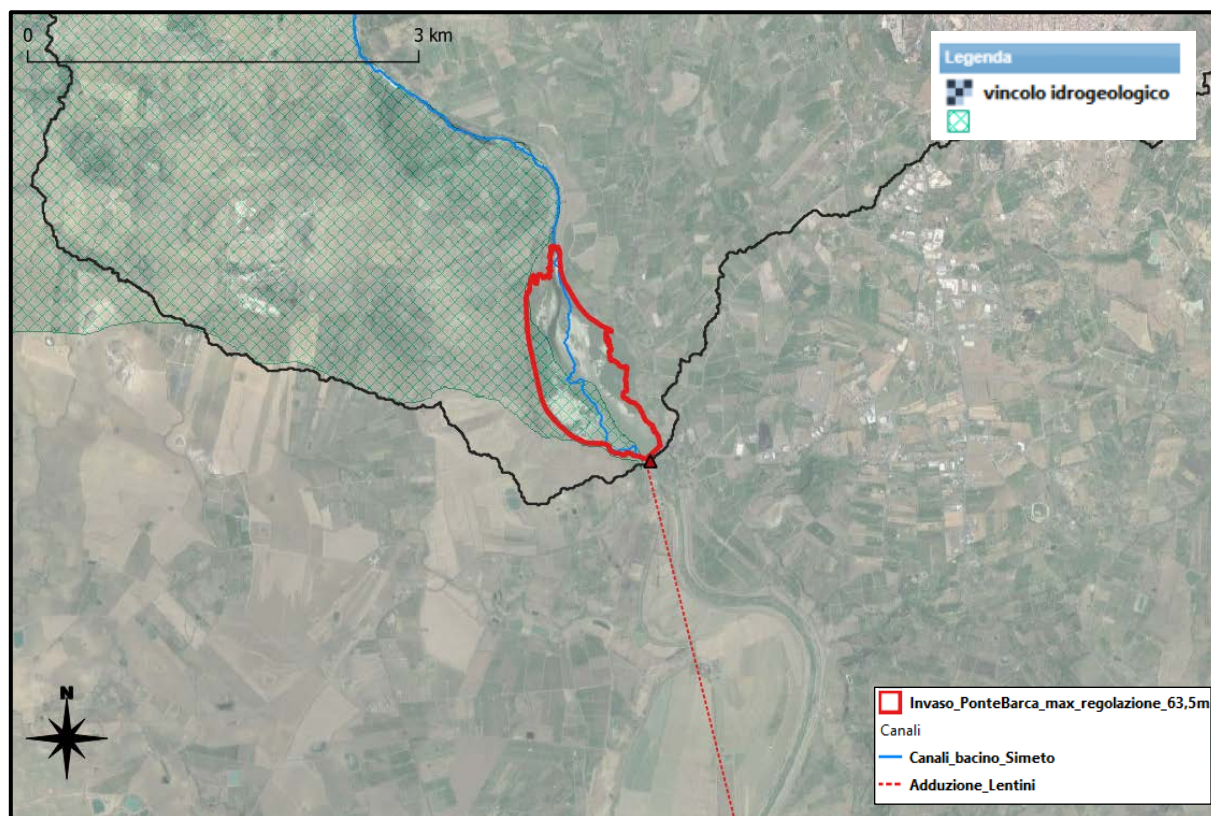 0 3 km
Legenda
vincolo idrogeologico
N
Invaso_PonteBarca_max_regolazione_63,5m
Canali
Canali_bacino_Simeto
Adduzione_Lentini